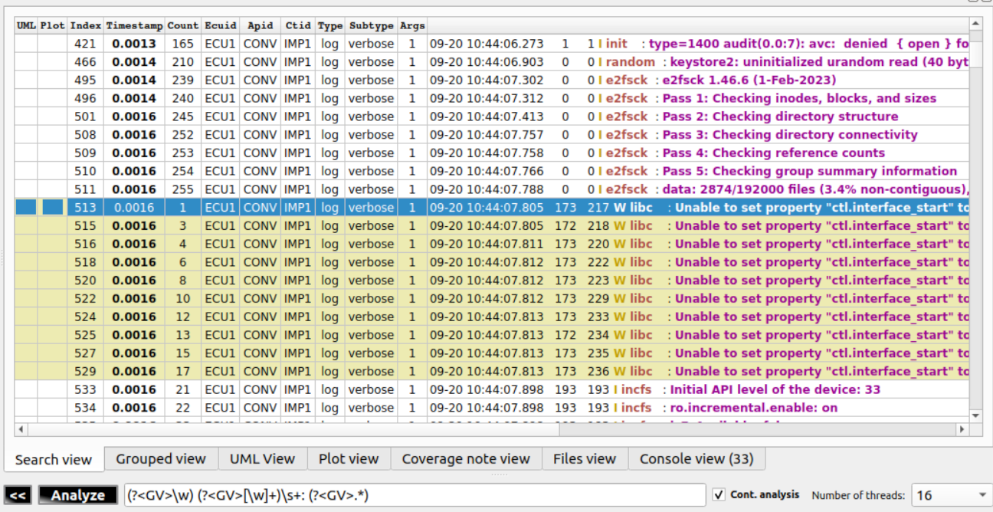 UML Plot Index Timestamp Count Ecuid Apid Ctid Type Subtype Args
421 0.0013 165 ECU1 CONV IMP1 log verbose 1 09-20 10:44:06.273 1 1 I init : type=1400 audit(0.0:7): avc: denied { open } fo
466 0.0014 210 ECU1 CONV IMP1 log verbose 1 09-20 10:44:06.903 0 0 I random : keystore2: uninitialized urandom read (40 byt
495 0.0014 239 ECU1 CONV IMP1 log verbose 1 09-20 10:44:07.302 0 0 I e2fsck : e2fsck 1.46.6 (1-Feb-2023)
496 0.0014 240 ECU1 CONV IMP1 log verbose 1 09-20 10:44:07.312 0 0 I e2fsck : Pass 1: Checking inodes, blocks, and sizes
501 0.0016 245 ECU1 CONV IMP1 log verbose 1 09-20 10:44:07.413 0 0 I e2fsck : Pass 2: Checking directory structure
508 0.0016 252 ECU1 CONV IMP1 log verbose 1 09-20 10:44:07.757 0 0 I e2fsck : Pass 3: Checking directory connectivity
509 0.0016 253 ECU1 CONV IMP1 log verbose 1 09-20 10:44:07.758 0 0 I e2fsck : Pass 4: Checking reference counts
510 0.0016 254 ECU1 CONV IMP1 log verbose 1 09-20 10:44:07.766 0 0 I e2fsck : Pass 5: Checking group summary information
511 0.0016 255 ECU1 CONV IMP1 log verbose 1 09-20 10:44:07.788 0 0 I e2fsck : data: 2874/192000 files (3.4% non-contiguous),
513 0.0016 1 ECU1 CONV IMP1 log verbose 1 09-20 10:44:07.805 173 217 W libc : Unable to set property "ctl.interface_start" to
515 0.0016 3 ECU1 CONV IMP1 log verbose 1 09-20 10:44:07.805 172 218 W libc : Unable to set property "ctl.interface_start" to
516 0.0016 4 ECU1 CONV IMP1 log verbose 1 09-20 10:44:07.811 173 220 W libc : Unable to set property "ctl.interface_start" to
518 0.0016 6 ECU1 CONV IMP1 log verbose 1 09-20 10:44:07.812 173 222 W libc : Unable to set property "ctl.interface_start" to
520 0.0016 8 ECU1 CONV IMP1 log verbose 1 09-20 10:44:07.812 173 223 W libc : Unable to set property "ctl.interface_start" to
522 0.0016 10 ECU1 CONV IMP1 log verbose 1 09-20 10:44:07.812 173 229 W libc : Unable to set property "ctl.interface_start" to
524 0.0016 12 ECU1 CONV IMP1 log verbose 1 09-20 10:44:07.813 173 233 W libc : Unable to set property "ctl.interface_start" to
525 0.0016 13 ECU1 CONV IMP1 log verbose 1 09-20 10:44:07.813 172 234 W libc : Unable to set property "ctl.interface_start" to
527 0.0016 15 ECU1 CONV IMP1 log verbose 1 09-20 10:44:07.813 173 235 W libc : Unable to set property "ctl.interface_start" to
529 0.0016 17 ECU1 CONV IMP1 log verbose 1 09-20 10:44:07.813 173 236 W libc : Unable to set property "ctl.interface_start" to
533 0.0016 21 ECU1 CONV IMP1 log verbose 1 09-20 10:44:07.898 193 193 I incfs : Initial API level of the device: 33
534 0.0016 22 ECU1 CONV IMP1 log verbose 1 09-20 10:44:07.898 193 193 I incfs : ro.incremental.enable: on
Search view Grouped view UML View Plot view Coverage note view Files view Console view (33)
<< Analyze (?<GV>\w) (?<GV>[\w]+)\s+: (?<GV>.*) Cont. analysis Number of threads: 16